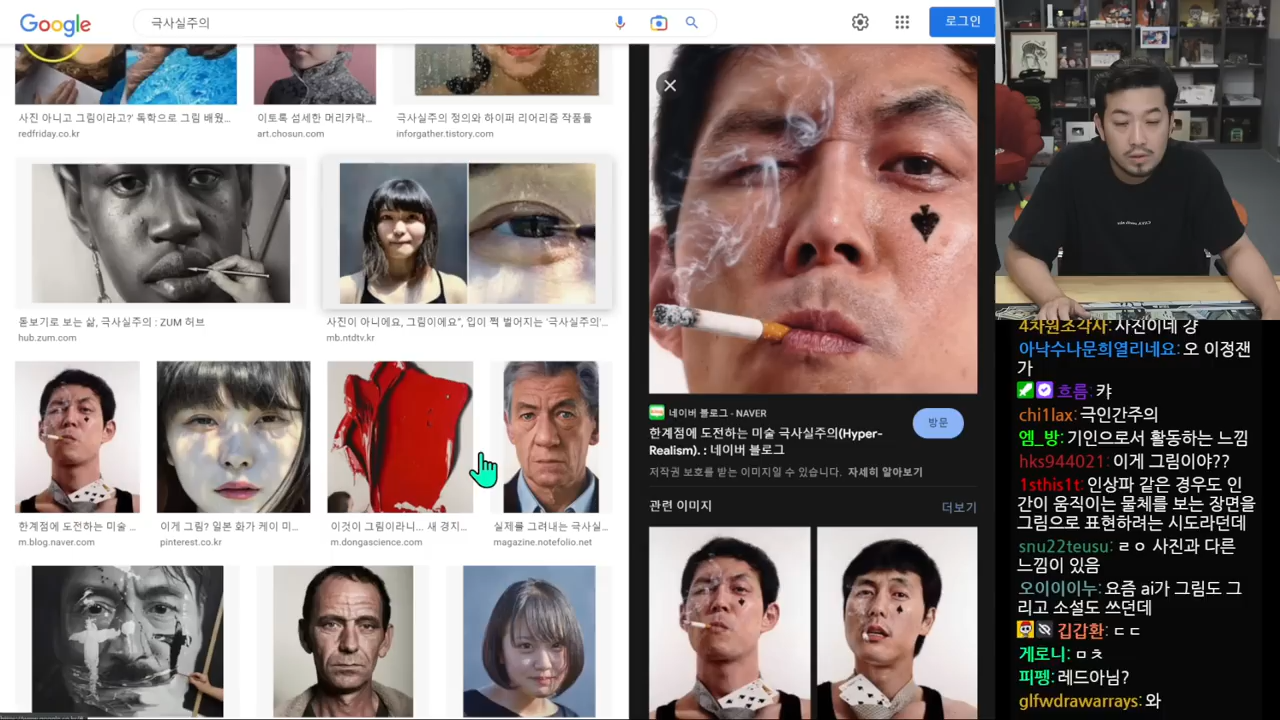 Google
극사실주의
로그인
사진 아니고 그림이라고?' 독학으로 그림 배웠...
redfriday.co.kr
이토록 섬세한 머리카락...
art.chosun.com
극사실주의 정의와 하이퍼 리어리즘 작품들
inforgather.tistory.com
돋보기로 보는 삶, 극사실주의 : ZUM 허브
hub.zum.com
사진이 아니에요, 그림이에요", 입이 쩍 벌어지는 '극사실주의'...
mb.ntdtv.kr
한계점에 도전하는 미술 ...
m.blog.naver.com
이게 그림? 일본 화가 케이 미...
pinterest.co.kr
이것이 그림이라니... 새 경지...
m.dongascience.com
실제를 그려내는 극사실...
magazine.notefolio.net
네이버 블로그 - NAVER
방문
한계점에 도전하는 미술 극사실주의(Hyper-
Realism). : 네이버 블로그
저작권 보호를 받는 이미지일 수 있습니다. 자세히 알아보기
관련 이미지
더보기
4차원조각사: 사진이네 걍
아낙수나문희열리네요: 오 이정잰
가
흐름: 캬
chi1lax: 극인간주의
엠_방: 기인으로서 활동하는 느낌
hks944021: 이게 그림이야??
1sthis1t: 인상파 같은 경우도 인
간이 움직이는 물체를 보는 장면을
그림으로 표현하려는 시도라던데
snu22teusu: ㄹㅇ 사진과 다른
느낌이 있음
오이이이누: 요즘 ai가 그림도 그
리고 소설도 쓰던데
김갑환: ㄷㄷ
게로니: ㅁㅊ
피펭: 레드아님?
glfwdrawarrays: 와